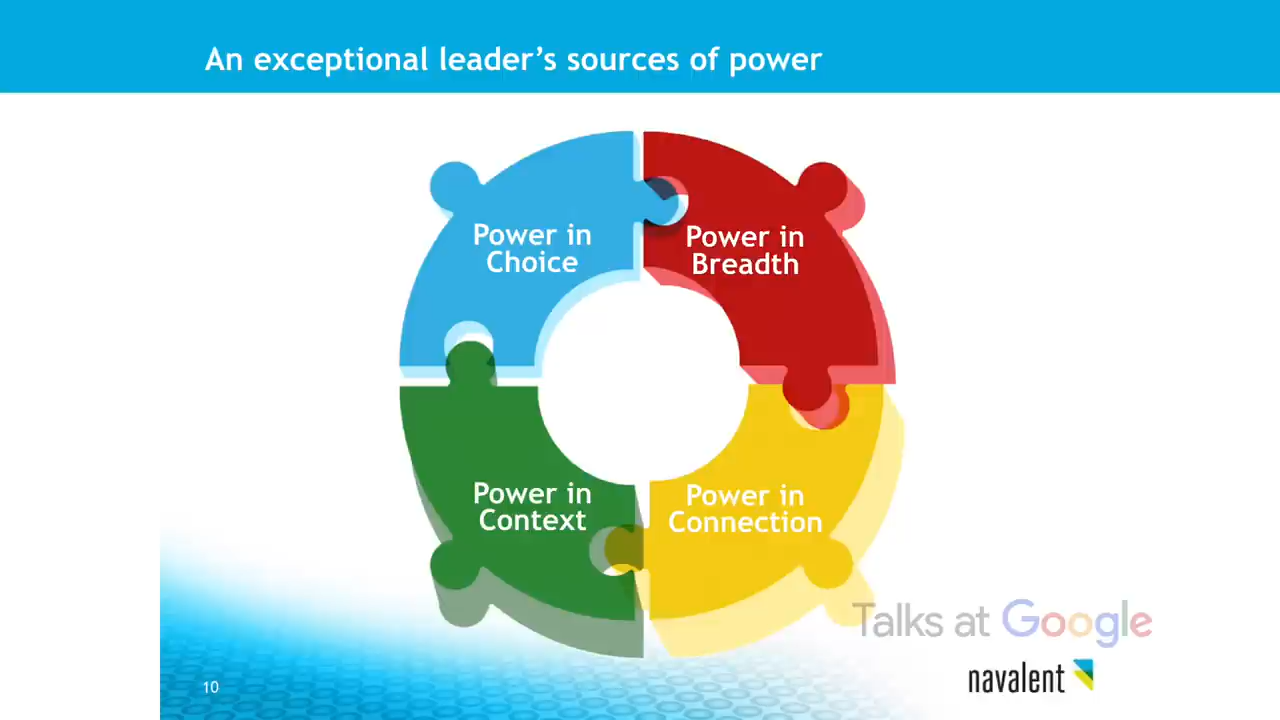 An exceptional leader’s sources of power
Power in
Choice
Power in
Breadth
Power in
Context
Power in
Connection
Talks at Google
navalent
10